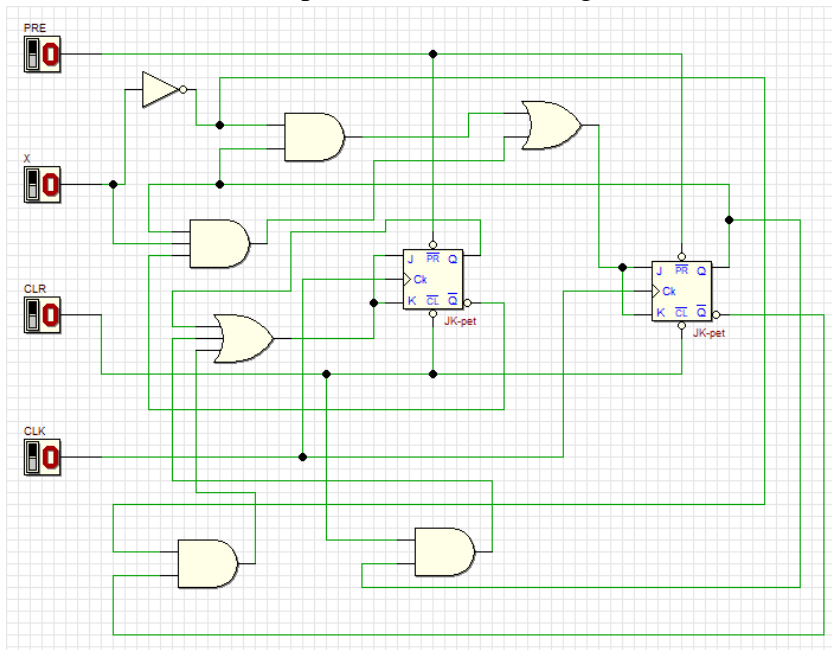 PRE
0
X
0
J PR Q
Ck
K CL Q
JK-pet
J PR Q
Ck
K CL Q
JK-pet
CLR
0
CLK
0